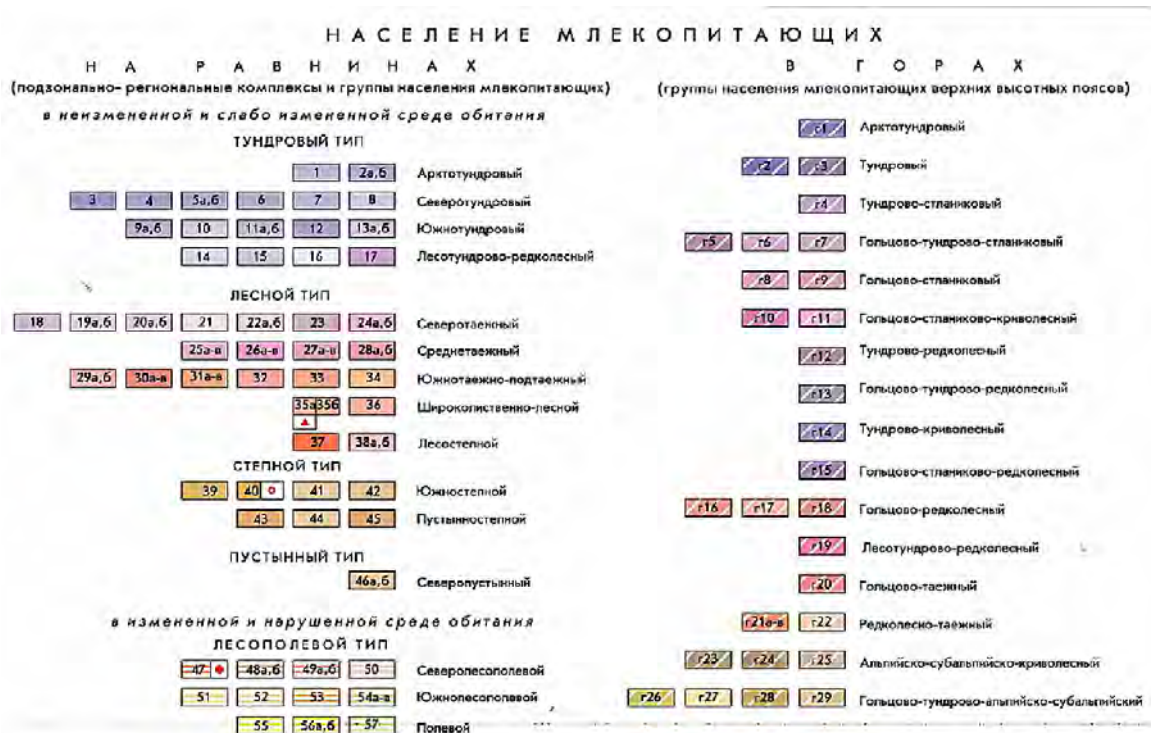 НАСЕЛЕНИЕ МЛЕКОПИТАЮЩИХ
НА РАВНИНАХ
(подзонально- региональные комплексы и группы населения млекопитающих)
в неизмененной и слабо измененной среде обитания
ТУНДРОВЫЙ ТИП
1 2а,б Арктотундровый
3 4 5а,б 6 7 8 Северотундровый
9а,б 10 11а,б 12 13а,б Южнотундровый
14 15 16 17 Лесотундрово-редколесный
ЛЕСНОЙ ТИП
18 19а,б 20а,б 21 22а,б 23 24а,б Северотаежный
25а-в 26а-в 27а-в 28а,б Среднетаежный
29а,б 30а-в 31а-в 32 33 34 Южнотаежно-подтаежный
35а 35б 36 Широколиственно-лесной
37 38а,б Лесостепной
СТЕПНОЙ ТИП
39 40 41 42 Южностепной
43 44 45 Пустынностепной
ПУСТЫННЫЙ ТИП
46а,б Северопустынный
в измененной и нарушенной среде обитания
ЛЕСОПОЛЕВОЙ ТИП
47 48а,б 49а,б 50 Северолесополевой
51 52 53 54а-в Южнолесополевой
55 56а,б 57 Полевой
В ГОРАХ
(группы населения млекопитающих верхних высотных поясов)
г1 Арктотундровый
г2 г3 Тундровый
г4 Тундрово-стланиковый
г5 г6 г7 Гольцово-тундрово-стланиковый
г8 г9 Гольцово-стланиковый
г10 г11 Гольцово-стланиково-криволесный
г12 Тундрово-редколесный
г13 Гольцово-тундрово-редколесный
г14 Тундрово-криволесный
г15 Гольцово-стланиково-редколесный
г16 г17 г18 Гольцово-редколесный
г19 Лесотундрово-редколесный
г20 Гольцово-таежный
г21а-в г22 Редколесно-таежный
г23 г24 г25 Альпийско-субальпийско-криволесный
г26 г27 г28 г29 Гольцово-тундрово-альпийско-субальпийский